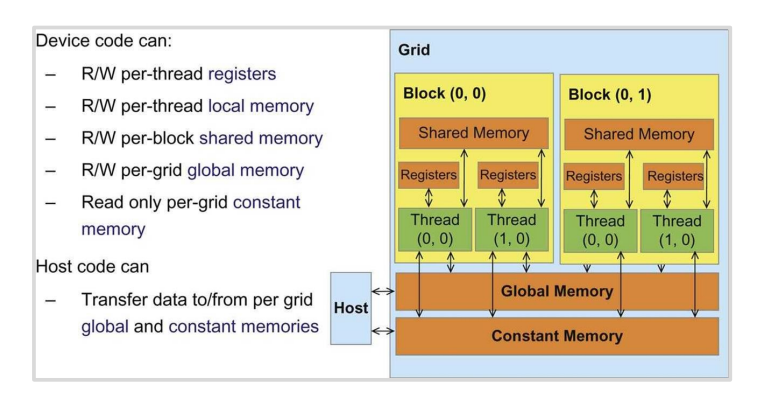 Device code can:
– R/W per-thread registers
– R/W per-thread local memory
– R/W per-block shared memory
– R/W per-grid global memory
– Read only per-grid constant
memory
Host code can
– Transfer data to/from per grid
global and constant memories
Host
Grid
Block (0, 0)
Shared Memory
Registers
Registers
Thread
(0, 0)
Thread
(1, 0)
Block (0, 1)
Shared Memory
Registers
Registers
Thread
(0, 0)
Thread
(1, 0)
Global Memory
Constant Memory